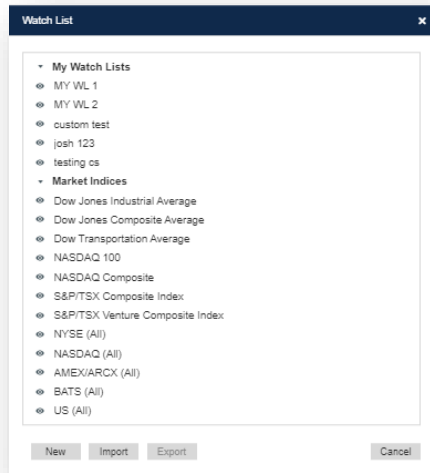 Watch List
My Watch Lists
MY WL 1
MY WL 2
custom test
josh 123
testing cs
Market Indices
Dow Jones Industrial Average
Dow Jones Composite Average
Dow Transportation Average
NASDAQ 100
NASDAQ Composite
S&P/TSX Composite Index
S&P/TSX Venture Composite Index
NYSE (All)
NASDAQ (All)
AMEX/ARCX (All)
BATS (All)
US (All)
New Import Export Cancel